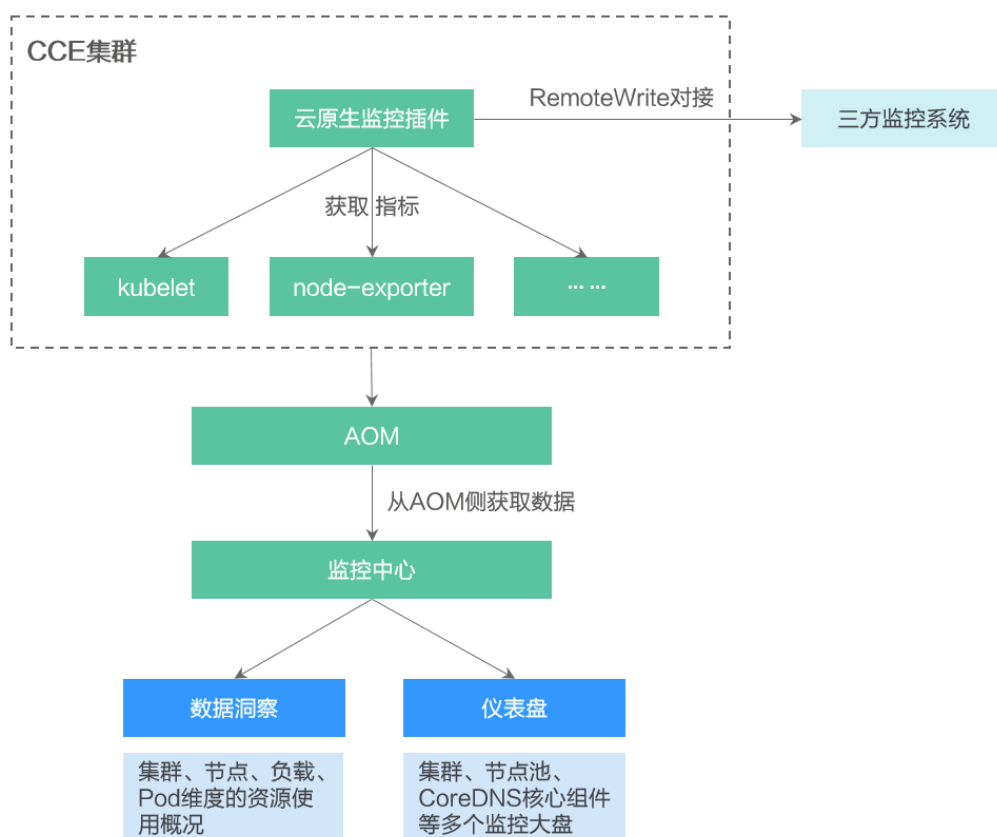 CCE集群
RemoteWrite对接
云原生监控插件
三方监控系统
获取 指标
kubelet
node-exporter
... ...
AOM
从AOM侧获取数据
监控中心
数据洞察
仪表盘
集群、节点、负载、
Pod维度的资源使
用概况
集群、节点池、
CoreDNS核心组件
等多个监控大盘